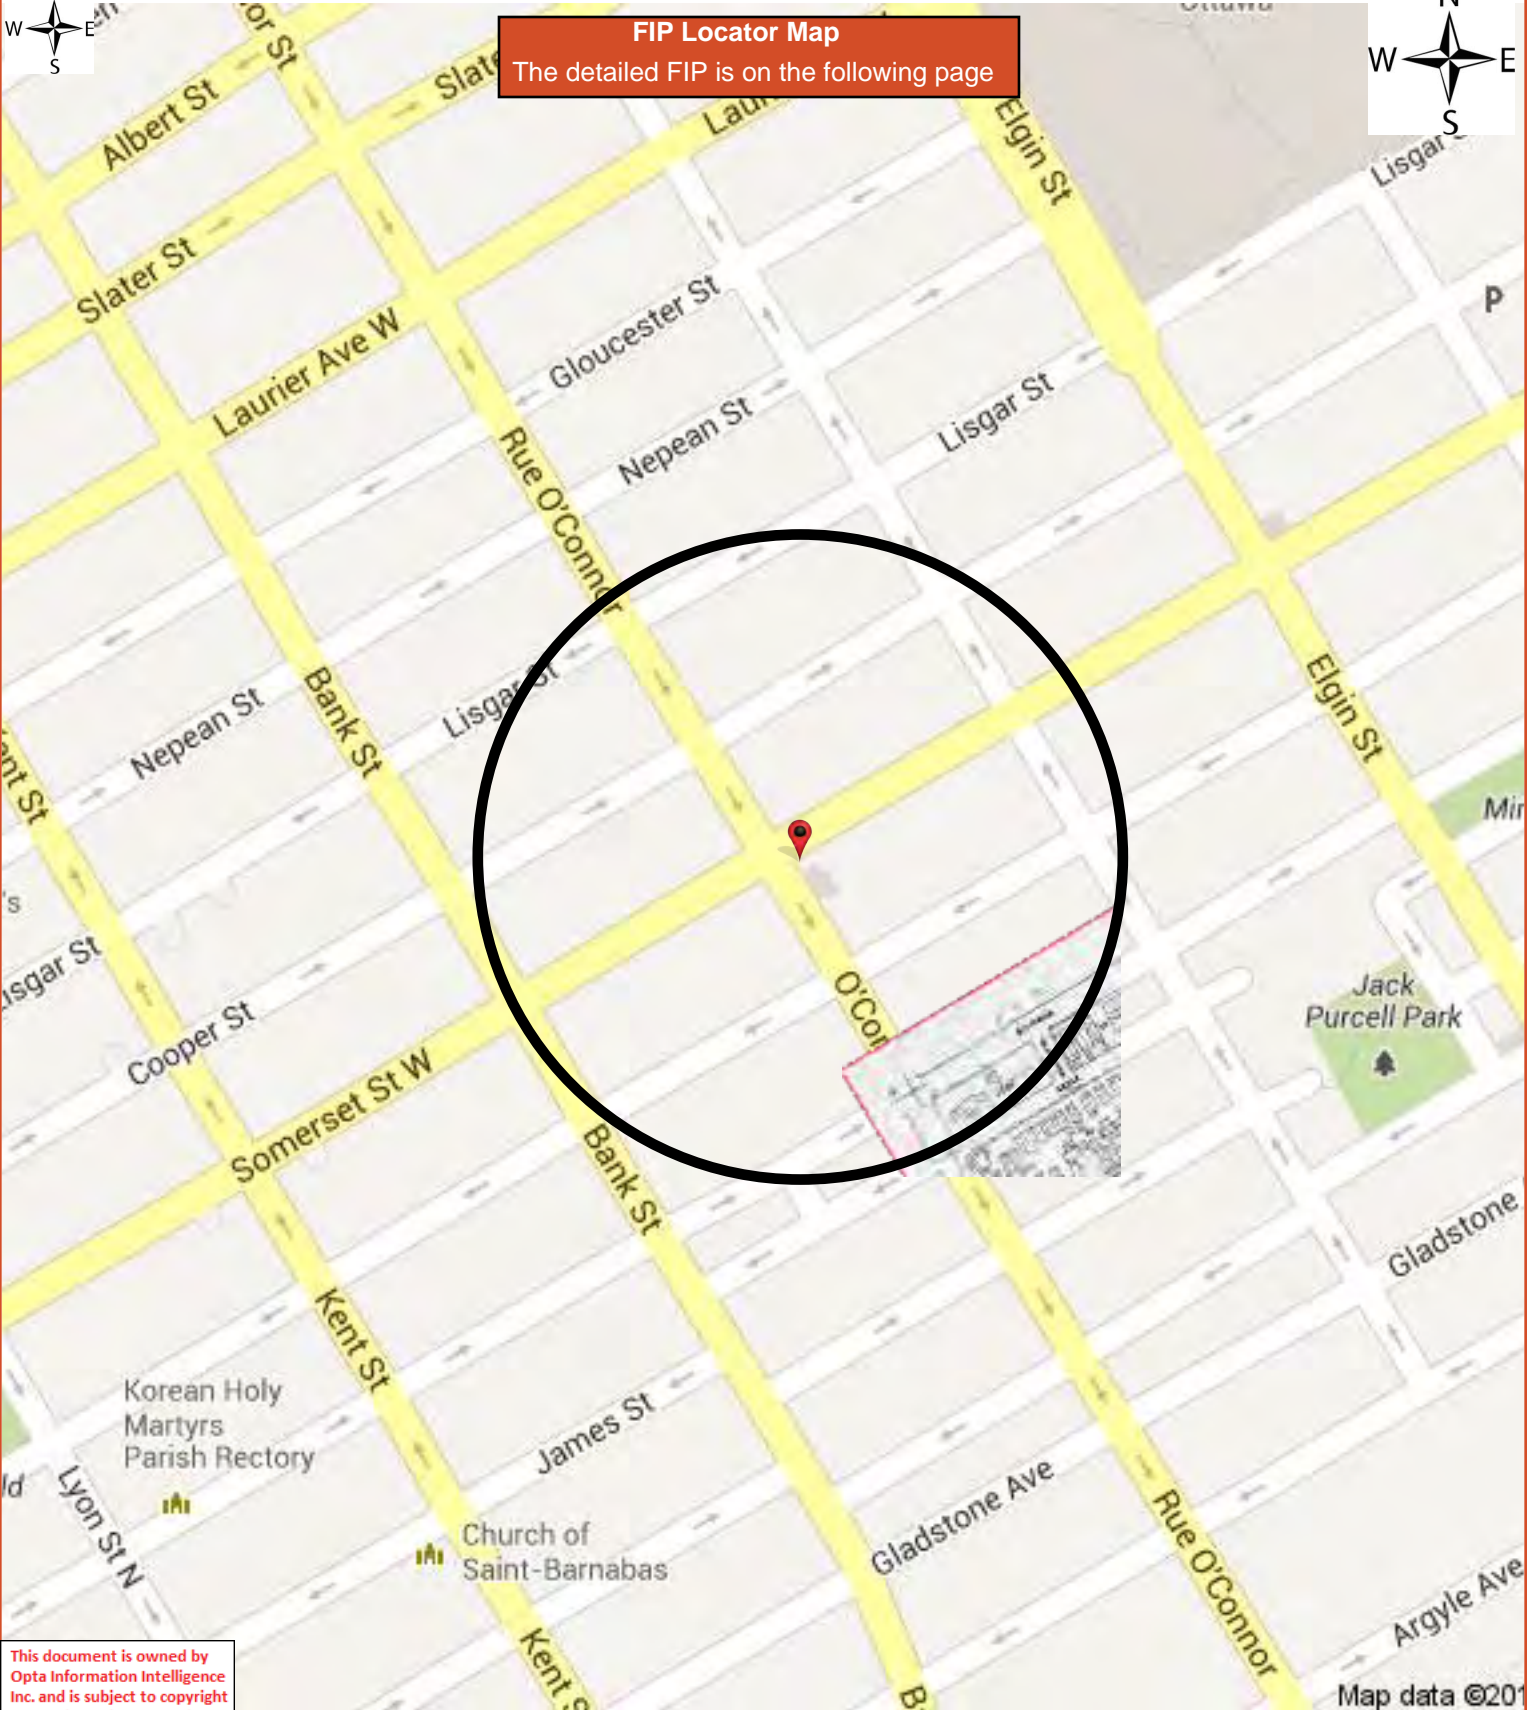 W E
S
FIP Locator Map
The detailed FIP is on the following page
N
W E
S
Albert St
Elgin St
Slater St
Laurier Ave W
Gloucester St
Nepean St
Lisgar St
Rue O'Connor
P
Lisgar St
Nepean St
Bank St
Elgin St
Cooper St
Somerset St W
Jack
Purcell Park
Bank St
Kent St
Gladstone
Korean Holy
Martyrs
Parish Rectory
James St
Lyon St N
Church of
Saint-Barnabas
Gladstone Ave
Rue O'Connor
Argyle Ave
This document is owned by
Opta Information Intelligence
Inc. and is subject to copyright
Map data ©201